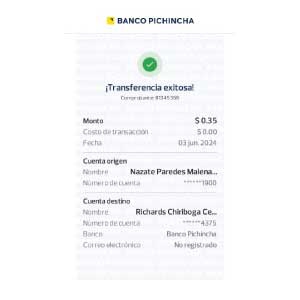 BANCO PICHINCHA
¡Transferencia exitosa!
Monto $ 0.35
Costo de transacción $ 0.00
Fecha 03 jun. 2024
Cuenta origen
Nombre Nazate Paredes Malena...
Número de cuenta ******1900
Cuenta destino
Nombre Richards Chiriboga Ce...
Número de cuenta ******4375
Banco Banco Pichincha
Correo electrónico No registrado